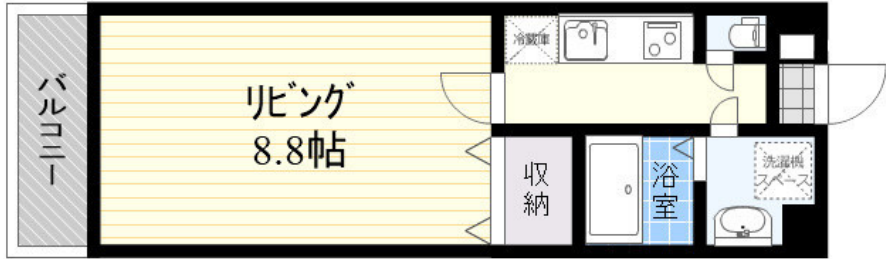 バルコニー
リビング
8.8帖
冷蔵庫
収納
浴室
洗濯機
スペース